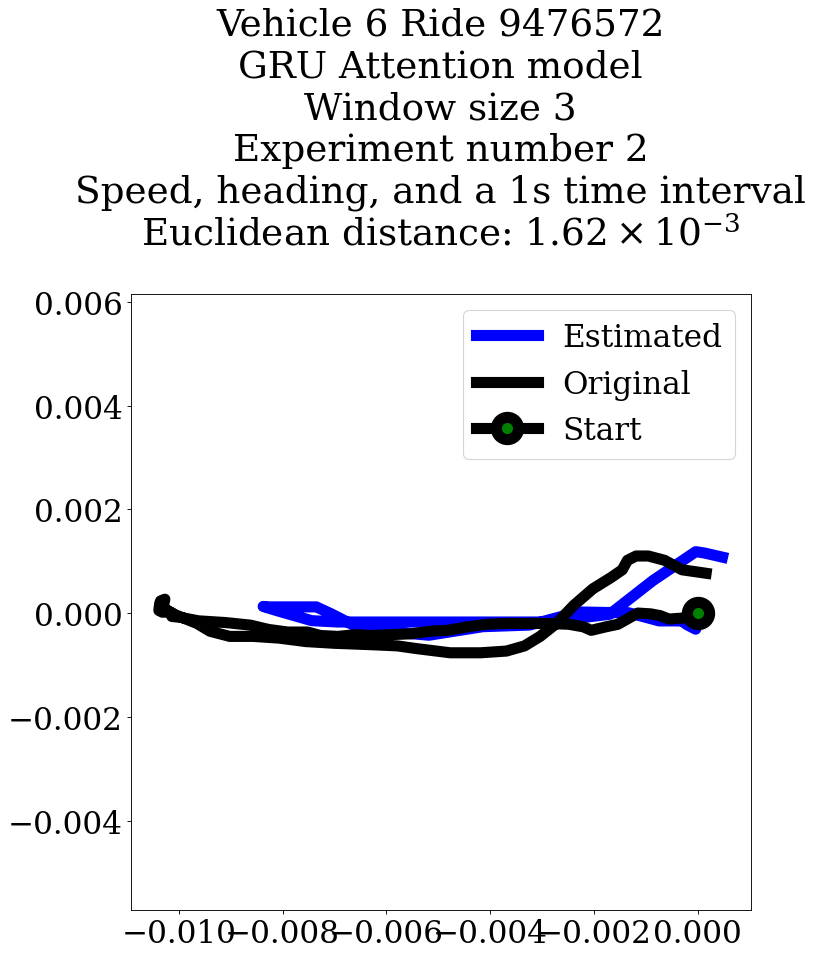 Vehicle 6 Ride 9476572
GRU Attention model
Window size 3
Experiment number 2
Speed, heading, and a 1s time interval
Euclidean distance: 1.62 × 10⁻³
0.006
0.004
0.002
0.000
−0.002
−0.004
Estimated
Original
Start
−0.010 −0.008 −0.006 −0.004 −0.002 0.000